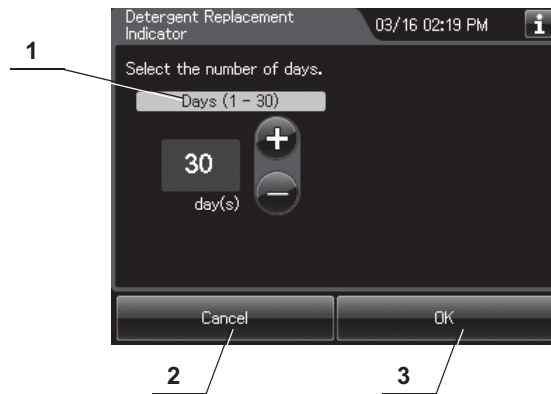 Detergent Replacement
Indicator
03/16 02:19 PM
i
1
Select the number of days.
Days (1 - 30)
30
+
−
day(s)
Cancel
OK
2
3